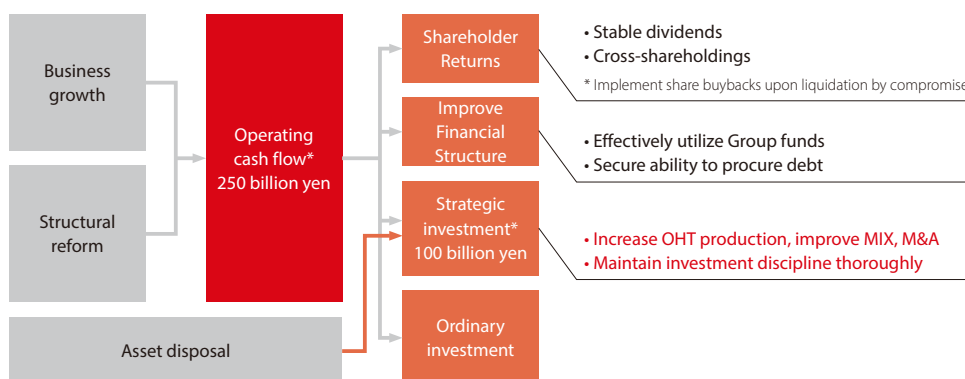 Business
growth
Structural
reform
Operating
cash flow*
250 billion yen
Asset disposal
Shareholder
Returns
Improve
Financial
Structure
Strategic
investment*
100 billion yen
Ordinary
investment
• Stable dividends
• Cross-shareholdings
* Implement share buybacks upon liquidation by compromise
• Effectively utilize Group funds
• Secure ability to procure debt
• Increase OHT production, improve MIX, M&A
• Maintain investment discipline thoroughly